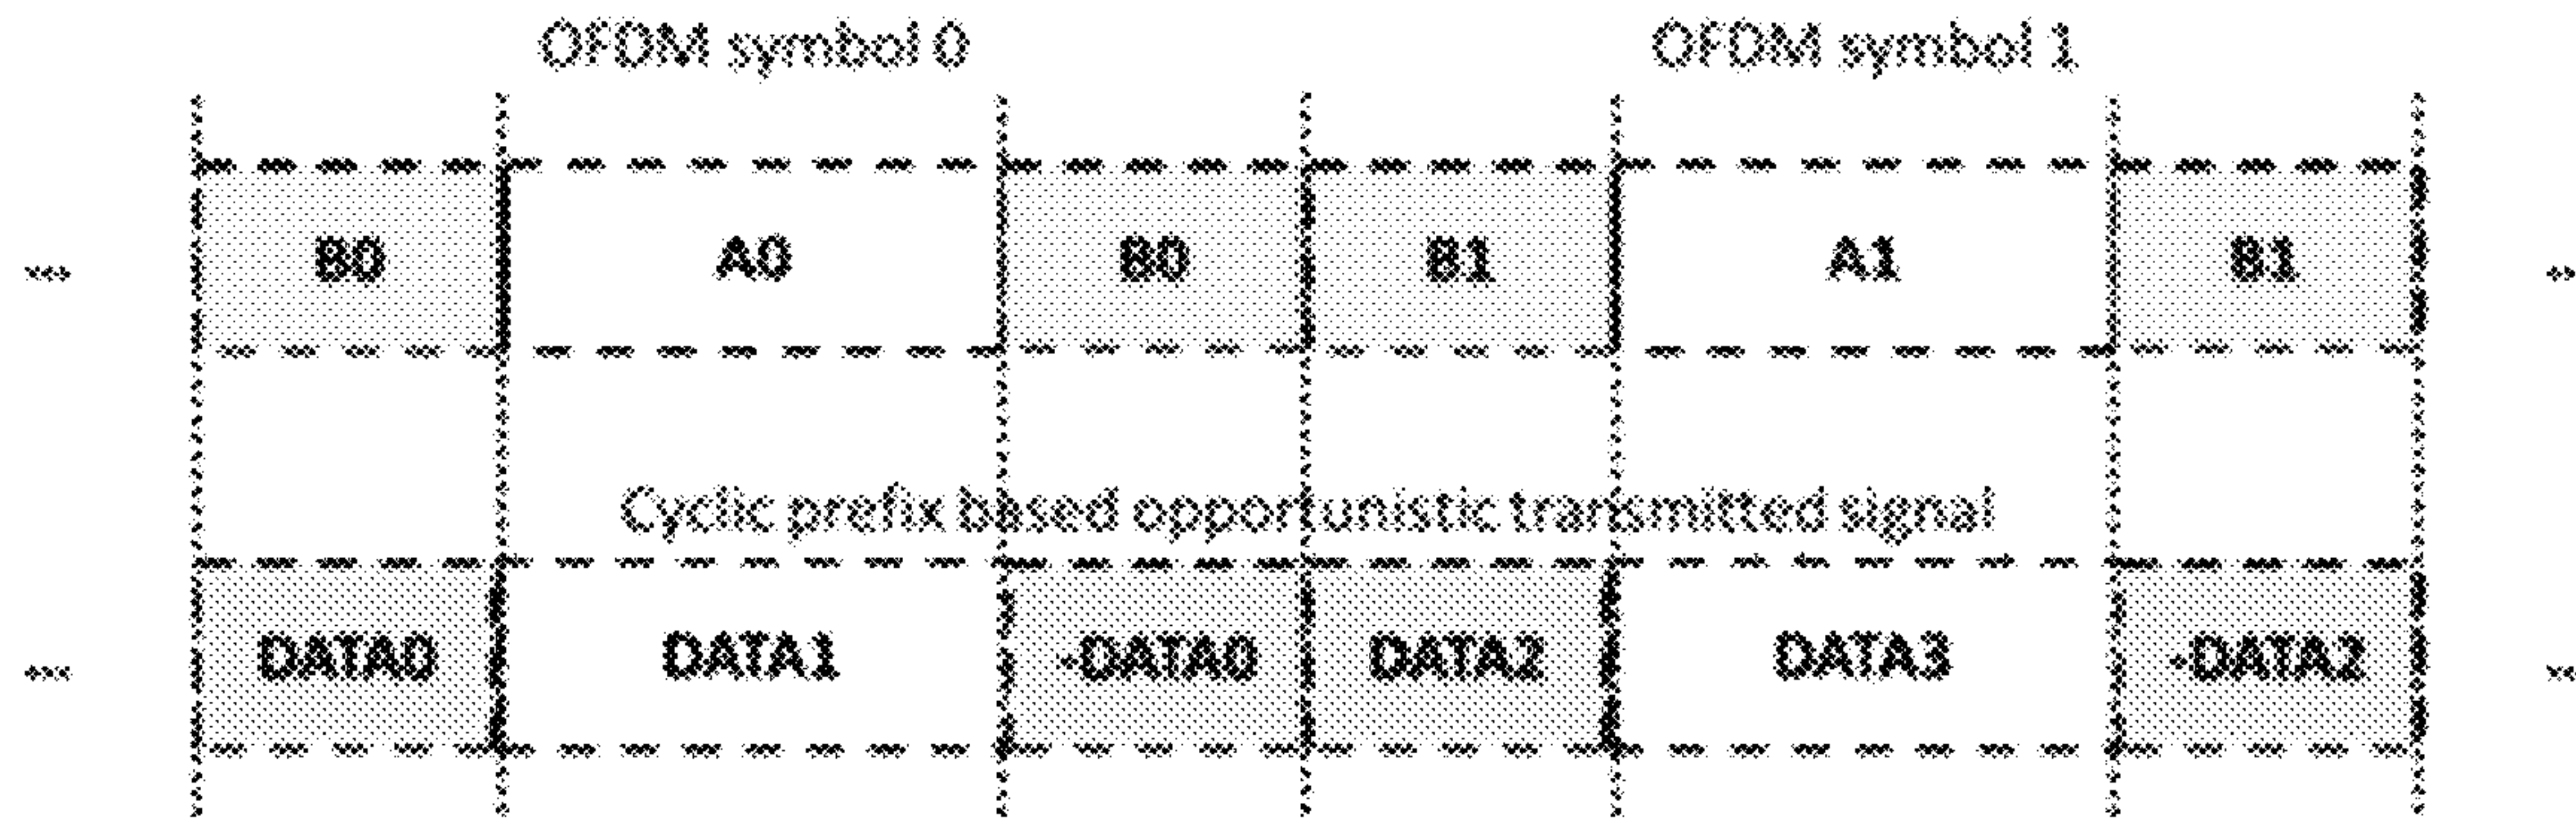 OFDM symbol 0 OFDM symbol 1
... B0 A0 B0 B1 A1 B1 ...
Cyclic prefix based opportunistic transmitted signal
... DATA0 DATA1 -DATA0 DATA2 DATA3 -DATA2 ...